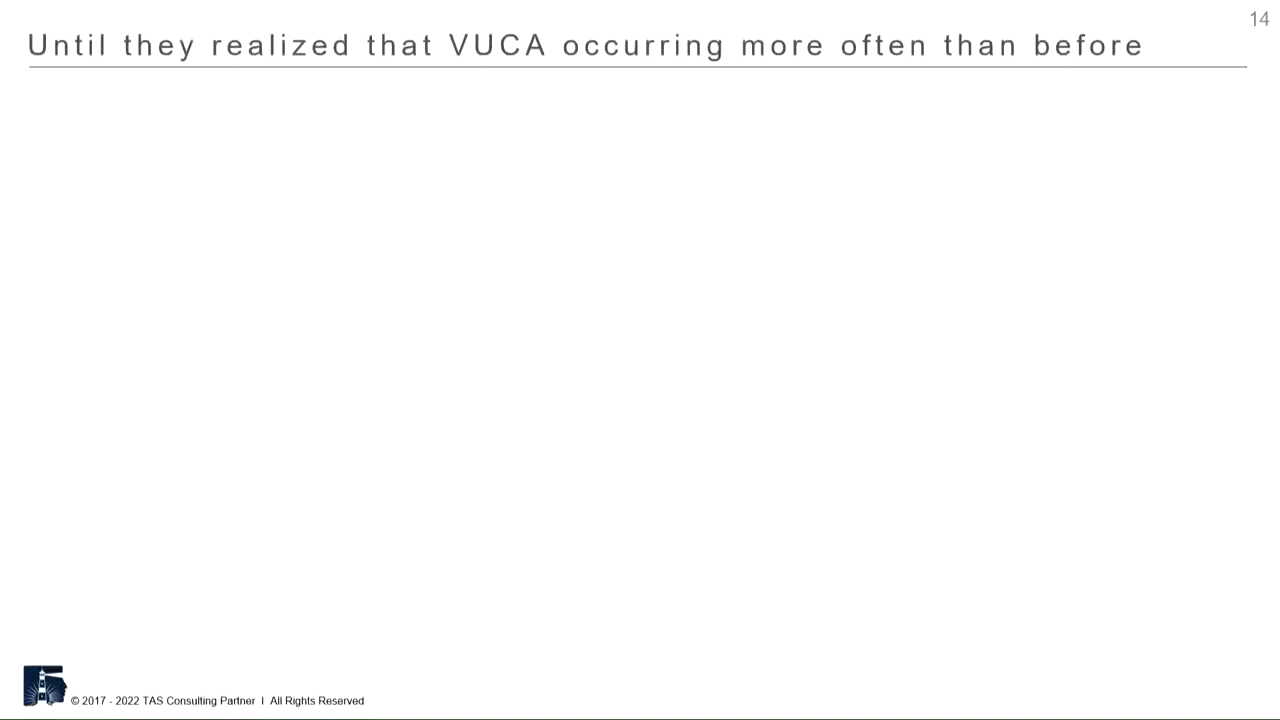 14
Until they realized that VUCA occurring more often than before
© 2017 - 2022 TAS Consulting Partner I All Rights Reserved